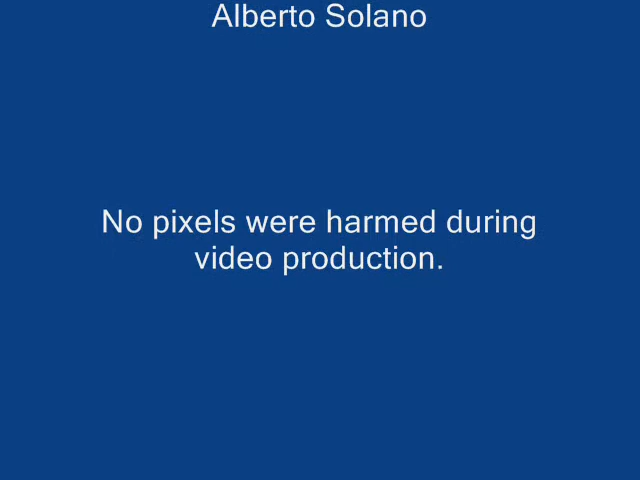 Alberto Solano
No pixels were harmed during
video production.